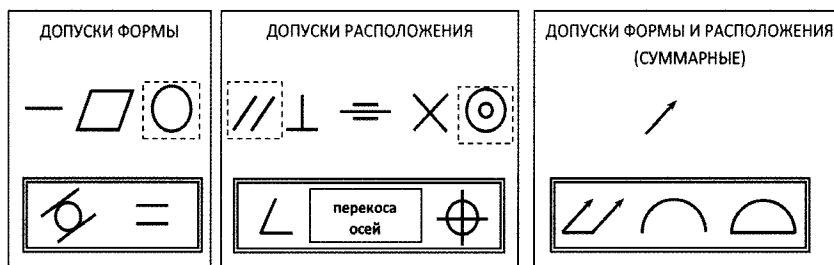 ДОПУСКИ ФОРМЫ
ДОПУСКИ РАСПОЛОЖЕНИЯ
ДОПУСКИ ФОРМЫ И РАСПОЛОЖЕНИЯ
(СУММАРНЫЕ)
перекоса
осей